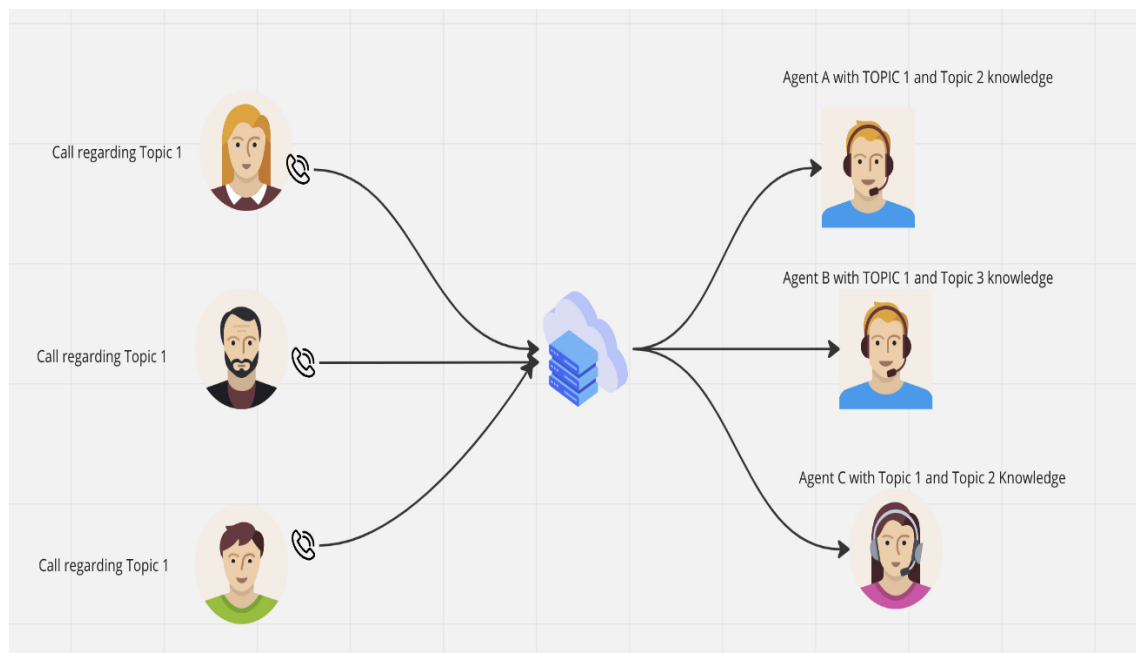 Agent A with TOPIC 1 and Topic 2 knowledge
Call regarding Topic 1
Agent B with TOPIC 1 and Topic 3 knowledge
Call regarding Topic 1
Agent C with Topic 1 and Topic 2 Knowledge
Call regarding Topic 1